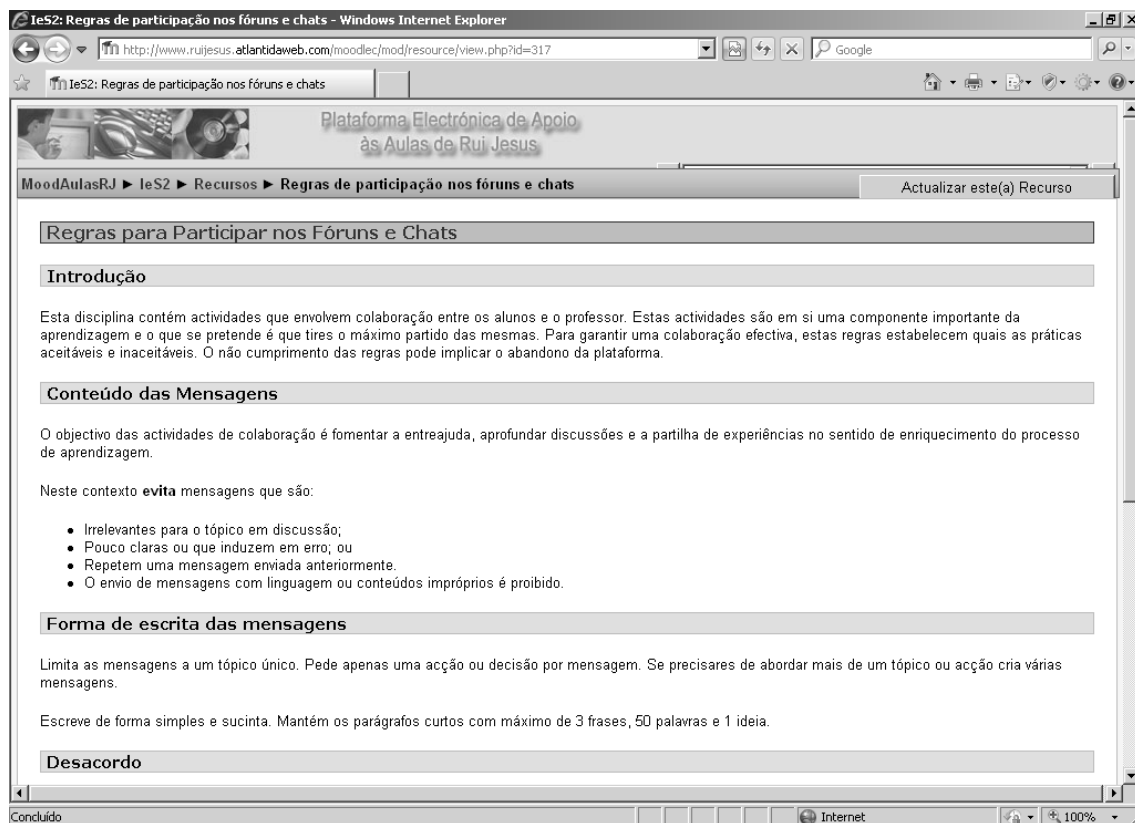 IeS2: Regras de participação nos fóruns e chats - Windows Internet Explorer
http://www.ruijesus.atlantidaweb.com/moodlec/mod/resource/view.php?id=317
Google
IeS2: Regras de participação nos fóruns e chats
Plataforma Electrónica de Apoio
às Aulas de Rui Jesus
MoodAulasRJ ► IeS2 ► Recursos ► Regras de participação nos fóruns e chats
Actualizar este(a) Recurso
Regras para Participar nos Fóruns e Chats
Introdução
Esta disciplina contém actividades que envolvem colaboração entre os alunos e o professor. Estas actividades são em si uma componente importante da
aprendizagem e o que se pretende é que tires o máximo partido das mesmas. Para garantir uma colaboração efectiva, estas regras estabelecem quais as práticas
aceitáveis e inaceitáveis. O não cumprimento das regras pode implicar o abandono da plataforma.
Conteúdo das Mensagens
O objectivo das actividades de colaboração é fomentar a entreajuda, aprofundar discussões e a partilha de experiências no sentido de enriquecimento do processo
de aprendizagem.
Neste contexto evita mensagens que são:
• Irrelevantes para o tópico em discussão;
• Pouco claras ou que induzem em erro; ou
• Repetem uma mensagem enviada anteriormente.
• O envio de mensagens com linguagem ou conteúdos impróprios é proibido.
Forma de escrita das mensagens
Limita as mensagens a um tópico único. Pede apenas uma acção ou decisão por mensagem. Se precisares de abordar mais de um tópico ou acção cria várias
mensagens.
Escreve de forma simples e sucinta. Mantém os parágrafos curtos com máximo de 3 frases, 50 palavras e 1 ideia.
Desacordo
Concluído
Internet
100%